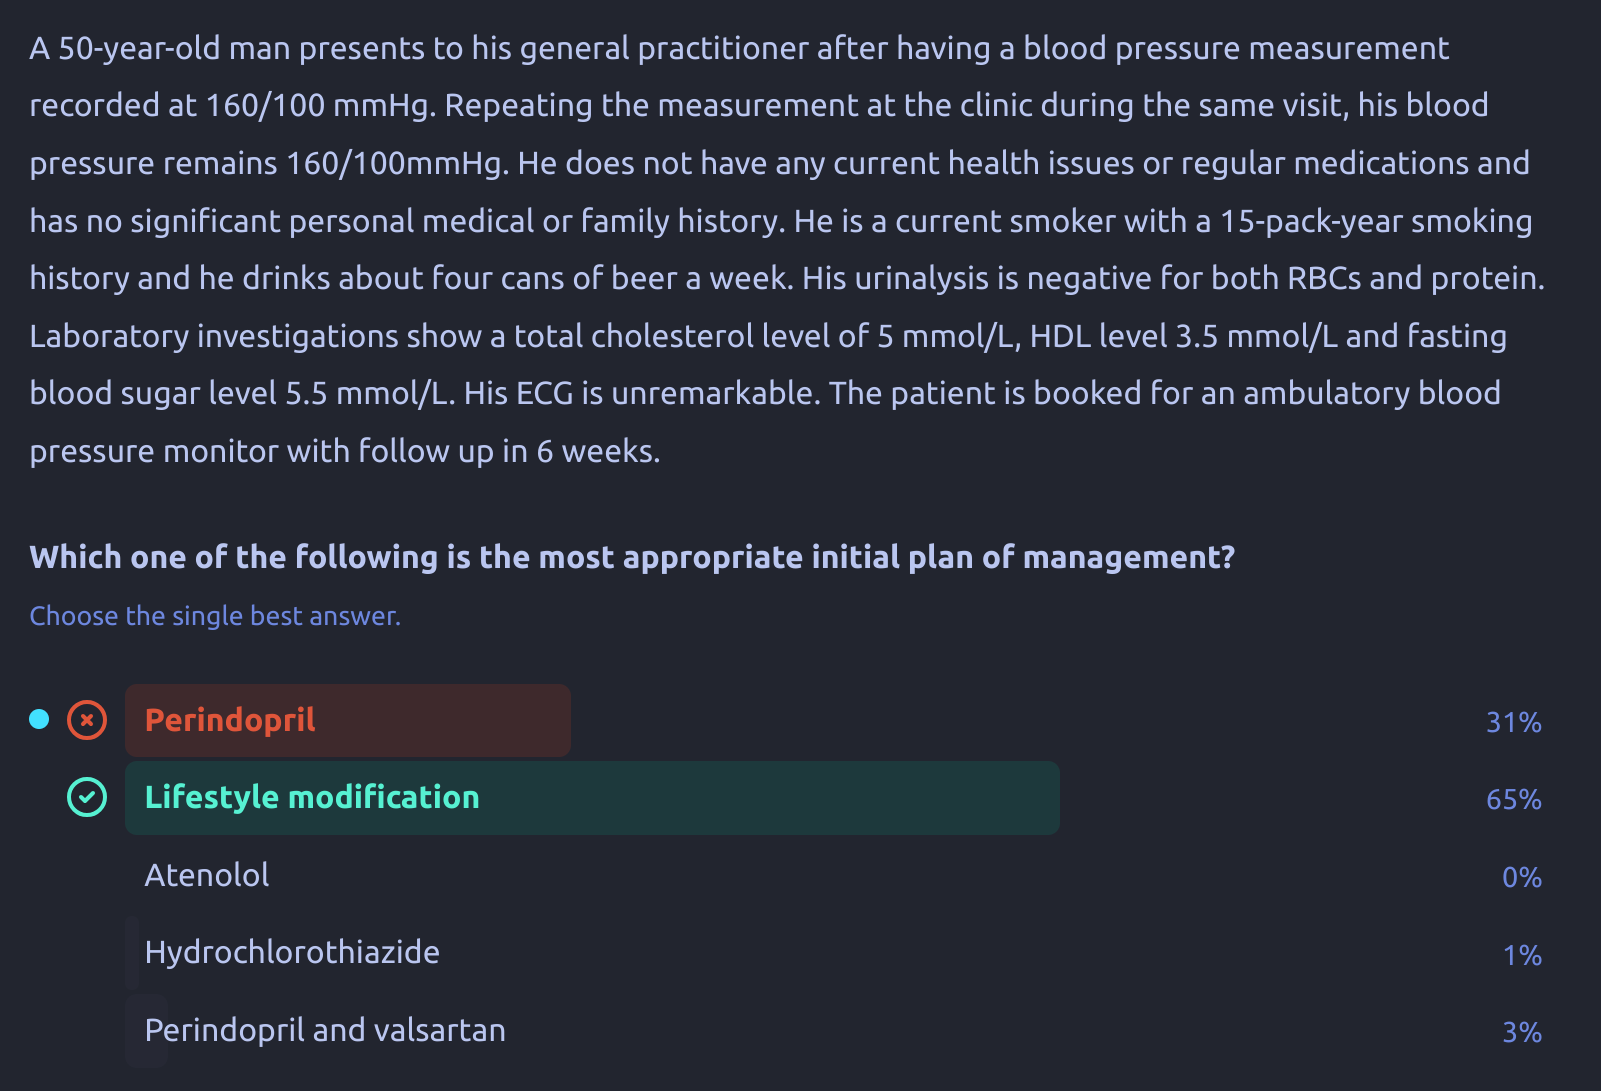 A 50-year-old man presents to his general practitioner after having a blood pressure measurement
recorded at 160/100 mmHg. Repeating the measurement at the clinic during the same visit, his blood
pressure remains 160/100mmHg. He does not have any current health issues or regular medications and
has no significant personal medical or family history. He is a current smoker with a 15-pack-year smoking
history and he drinks about four cans of beer a week. His urinalysis is negative for both RBCs and protein.
Laboratory investigations show a total cholesterol level of 5 mmol/L, HDL level 3.5 mmol/L and fasting
blood sugar level 5.5 mmol/L. His ECG is unremarkable. The patient is booked for an ambulatory blood
pressure monitor with follow up in 6 weeks.
Which one of the following is the most appropriate initial plan of management?
Choose the single best answer.
Perindopril 31%
Lifestyle modification 65%
Atenolol 0%
Hydrochlorothiazide 1%
Perindopril and valsartan 3%